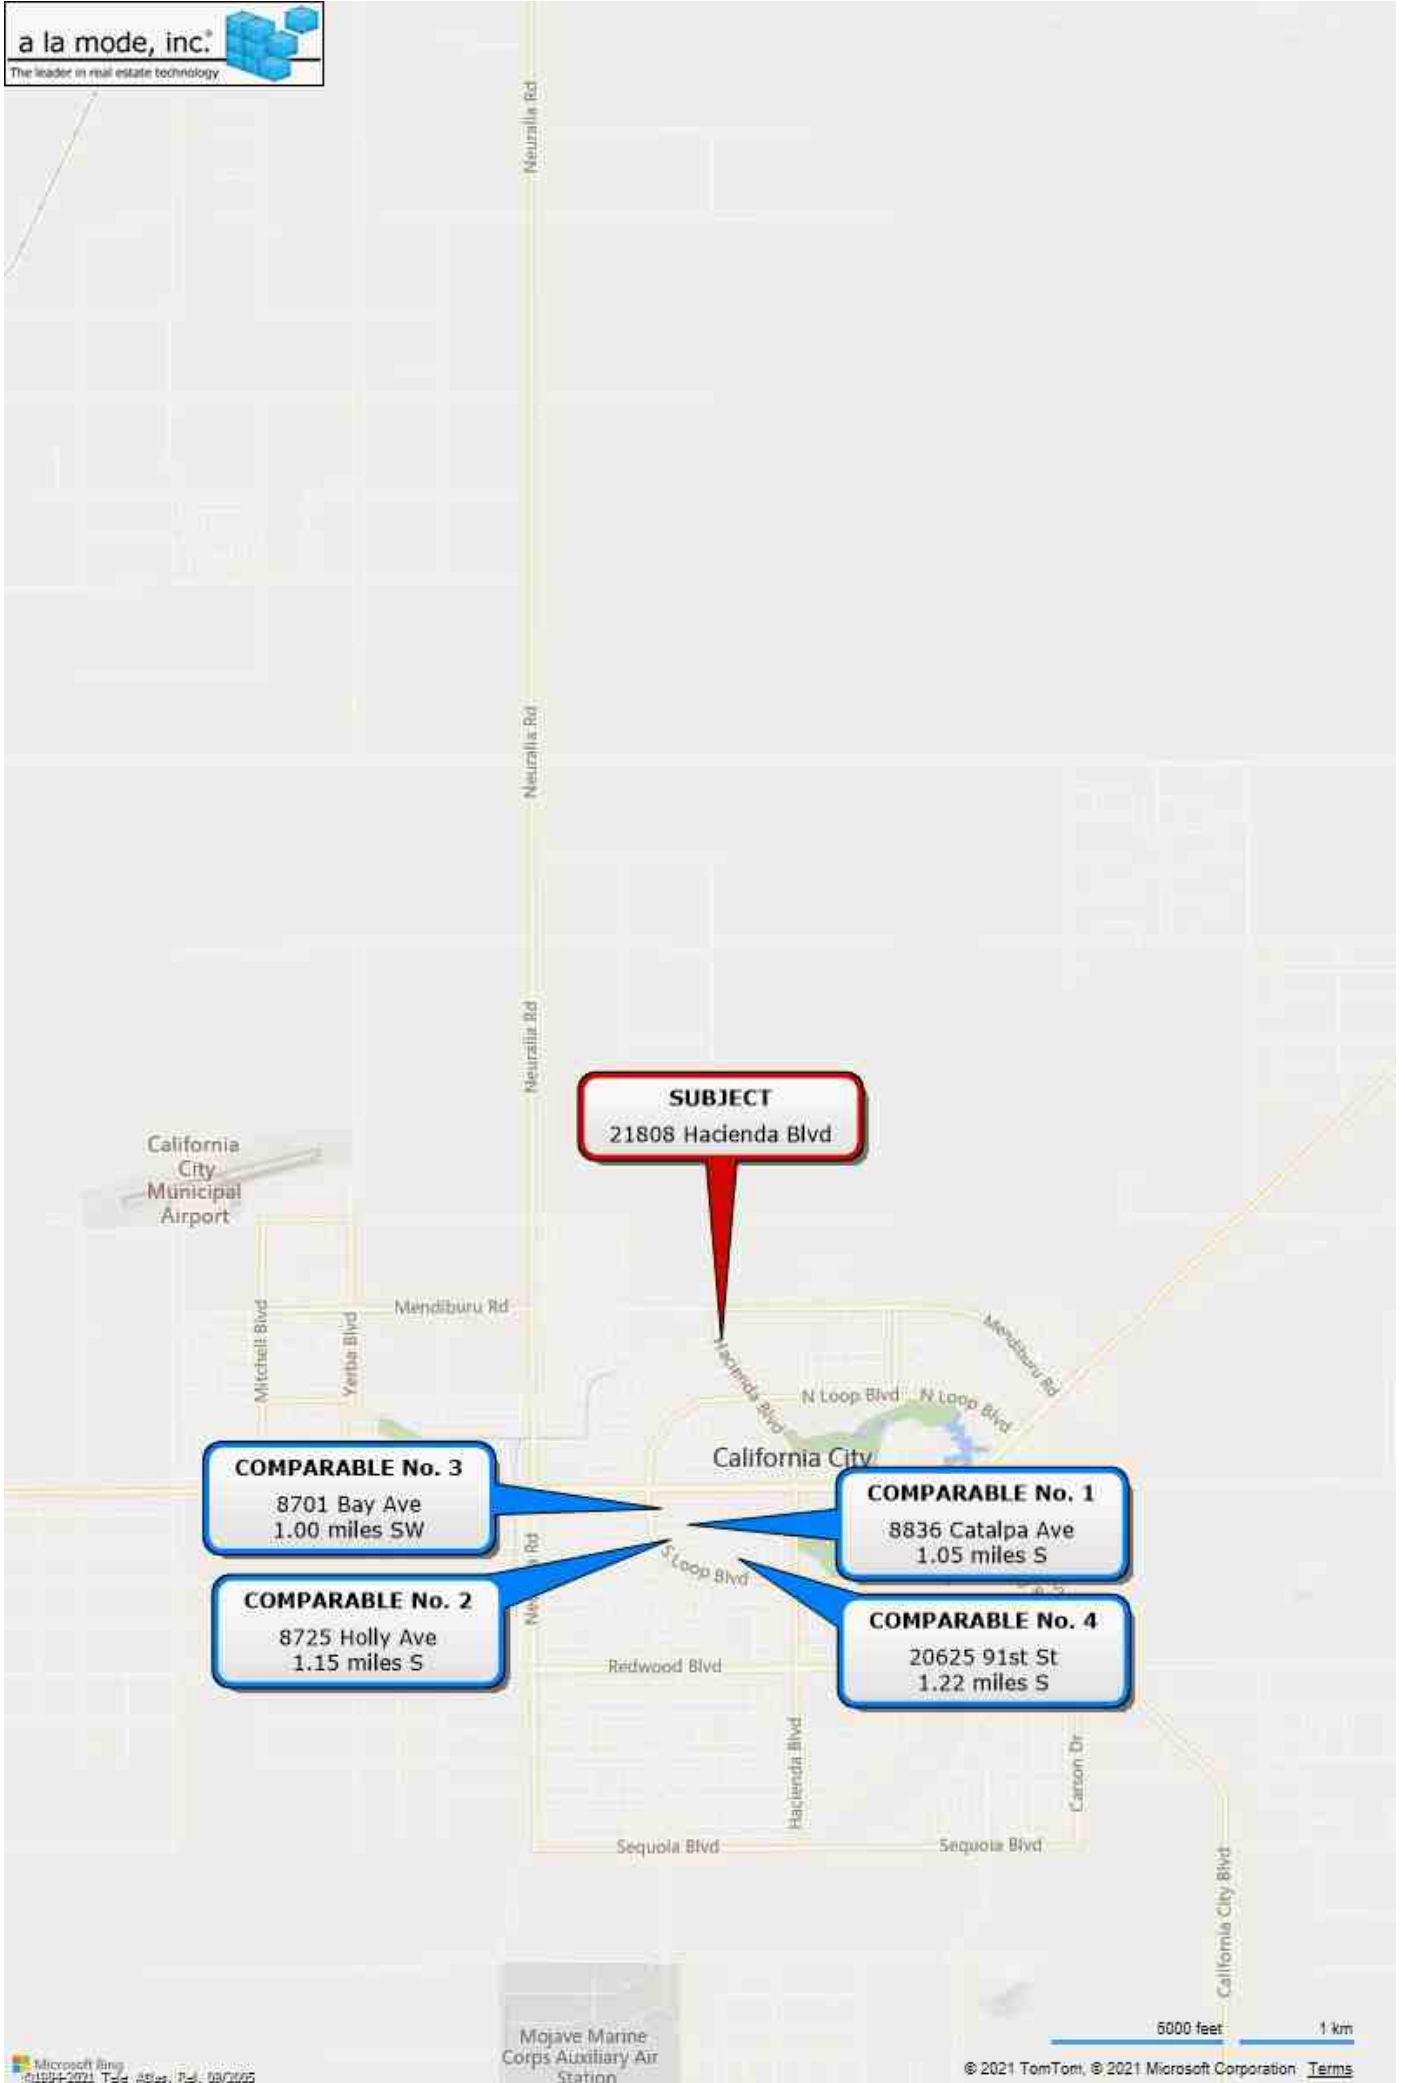 a la mode, inc.®
The leader in real estate technology
Neuralia Rd
Neuralia Rd
Neuralia Rd
SUBJECT
21808 Hacienda Blvd
California
City
Municipal
Airport
Mendiburu Rd
Mitchell Blvd
Yerba Blvd
Hacienda Blvd
Mendiburu Rd
N Loop Blvd
N Loop Blvd
California City
COMPARABLE No. 3
8701 Bay Ave
1.00 miles SW
COMPARABLE No. 1
8836 Catalpa Ave
1.05 miles S
Rd
S Loop Blvd
COMPARABLE No. 2
8725 Holly Ave
1.15 miles S
COMPARABLE No. 4
20625 91st St
1.22 miles S
Redwood Blvd
Hacienda Blvd
Carson Dr
Sequoia Blvd
Sequoia Blvd
California City Blvd
Mojave Marine
Corps Auxiliary Air
Station
5000 feet
1 km
Microsoft Bing
© 2021 TomTom, © 2021 Microsoft Corporation Terms